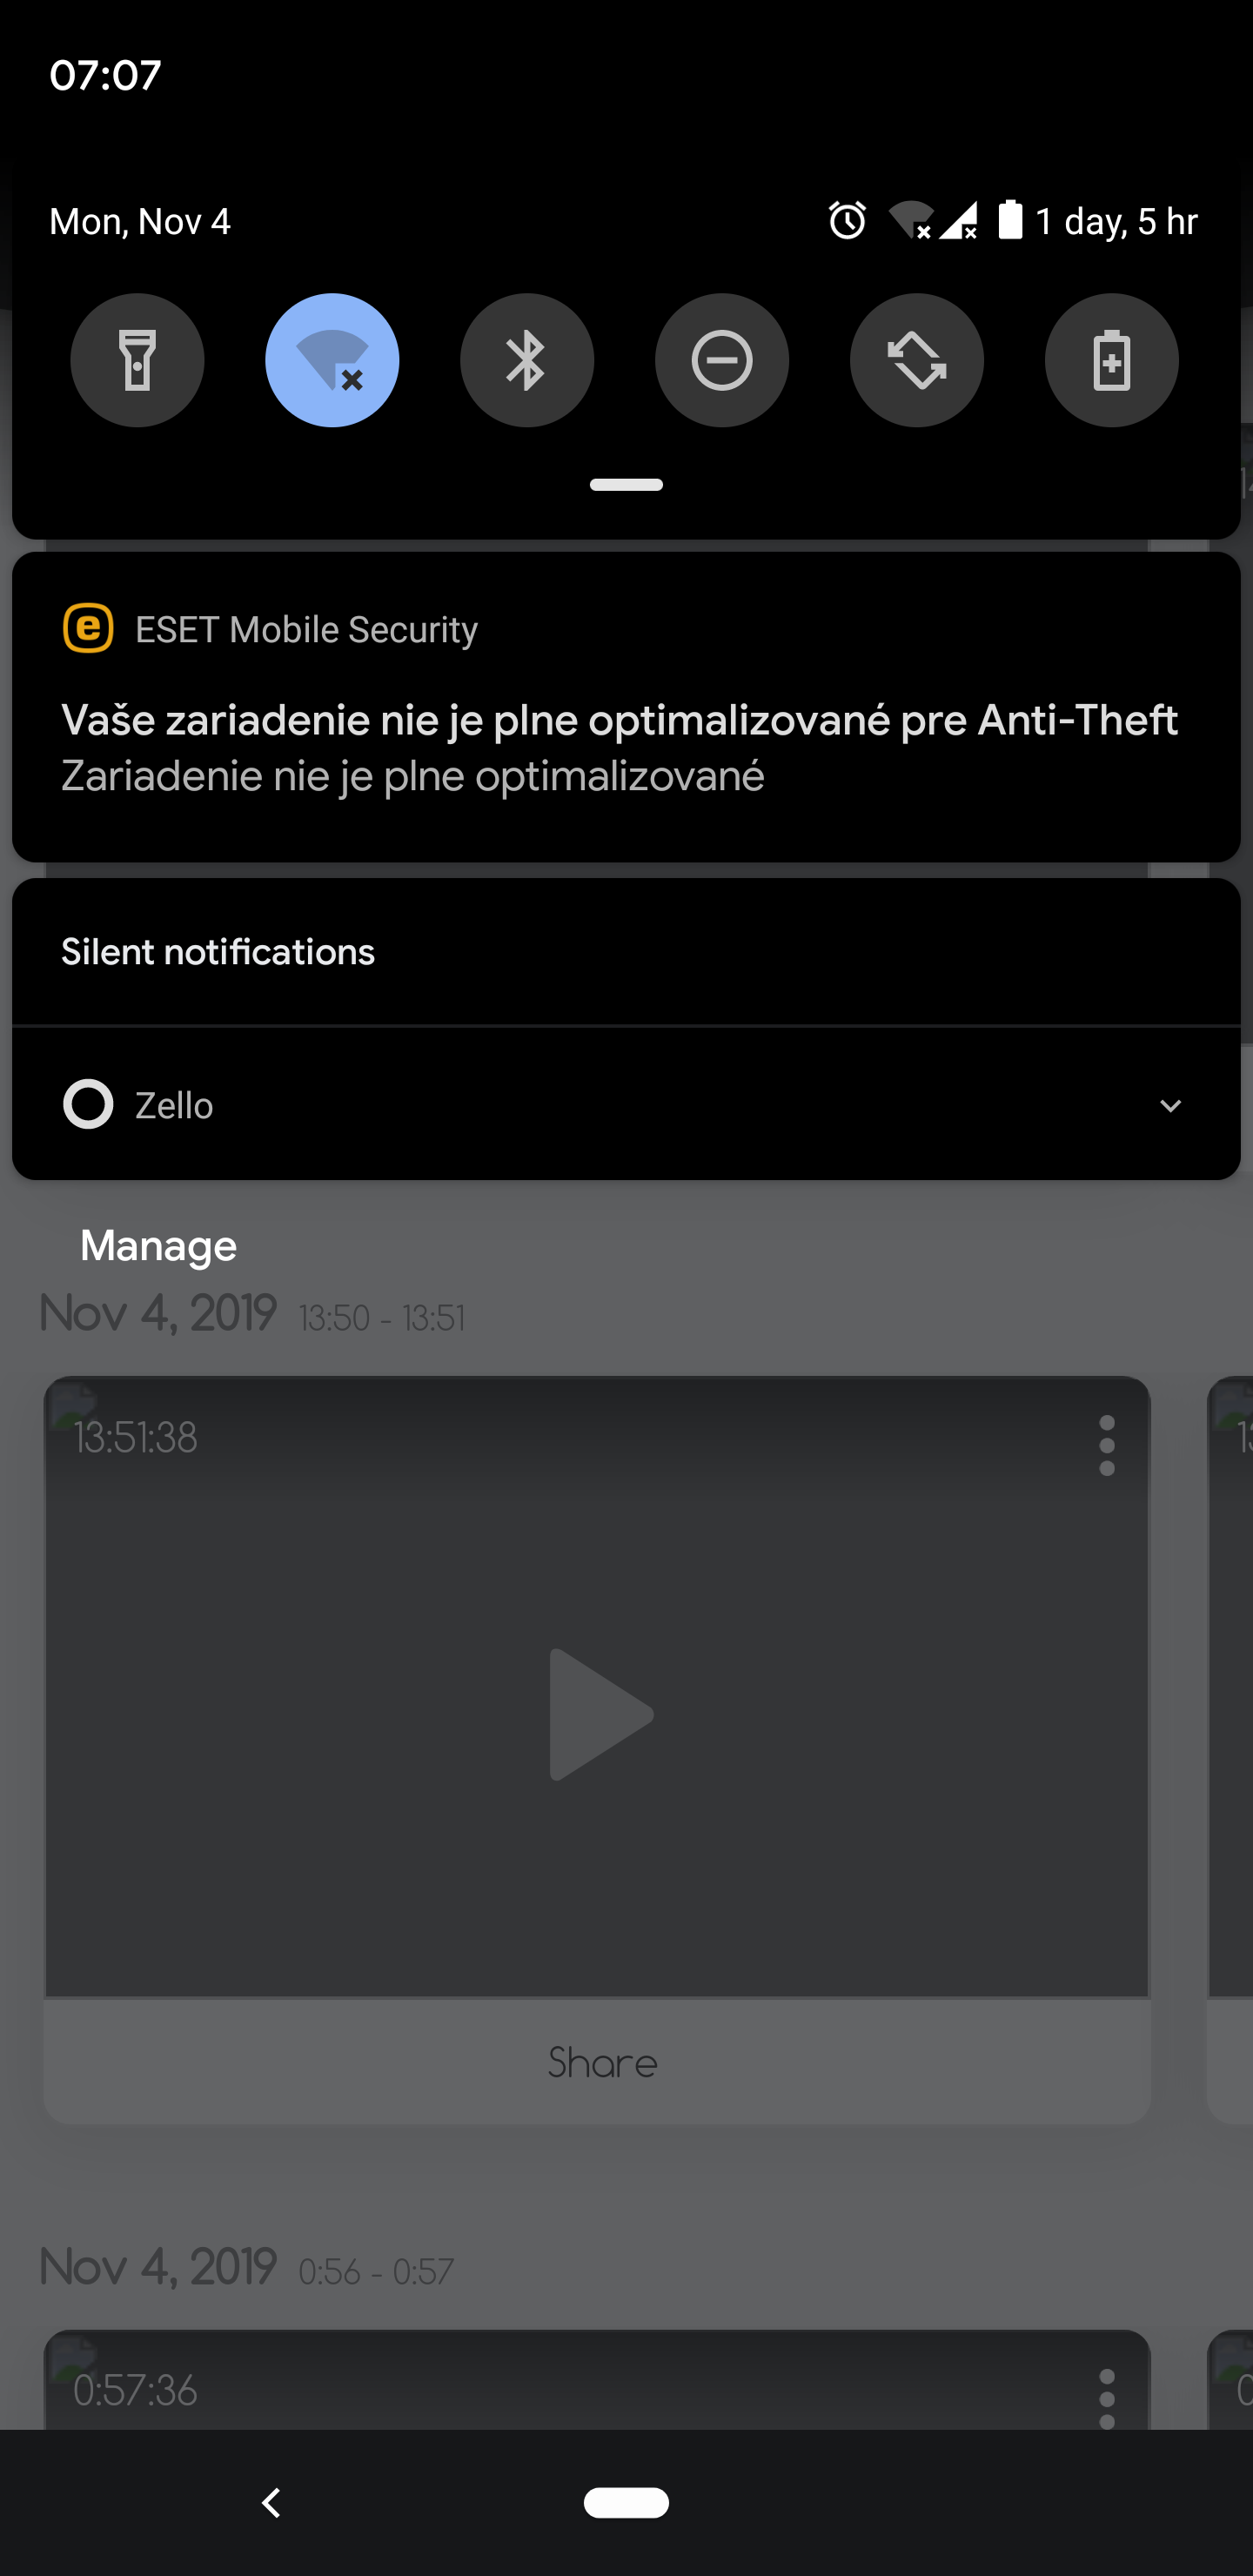 07:07
Mon, Nov 4
1 day, 5 hr
ESET Mobile Security
Vaše zariadenie nie je plne optimalizované pre Anti-Theft
Zariadenie nie je plne optimalizované
Silent notifications
Zello
Manage
Nov 4, 2019 13:50 - 13:51
13:51:38
Share
Nov 4, 2019 0:56 - 0:57
0:57:36